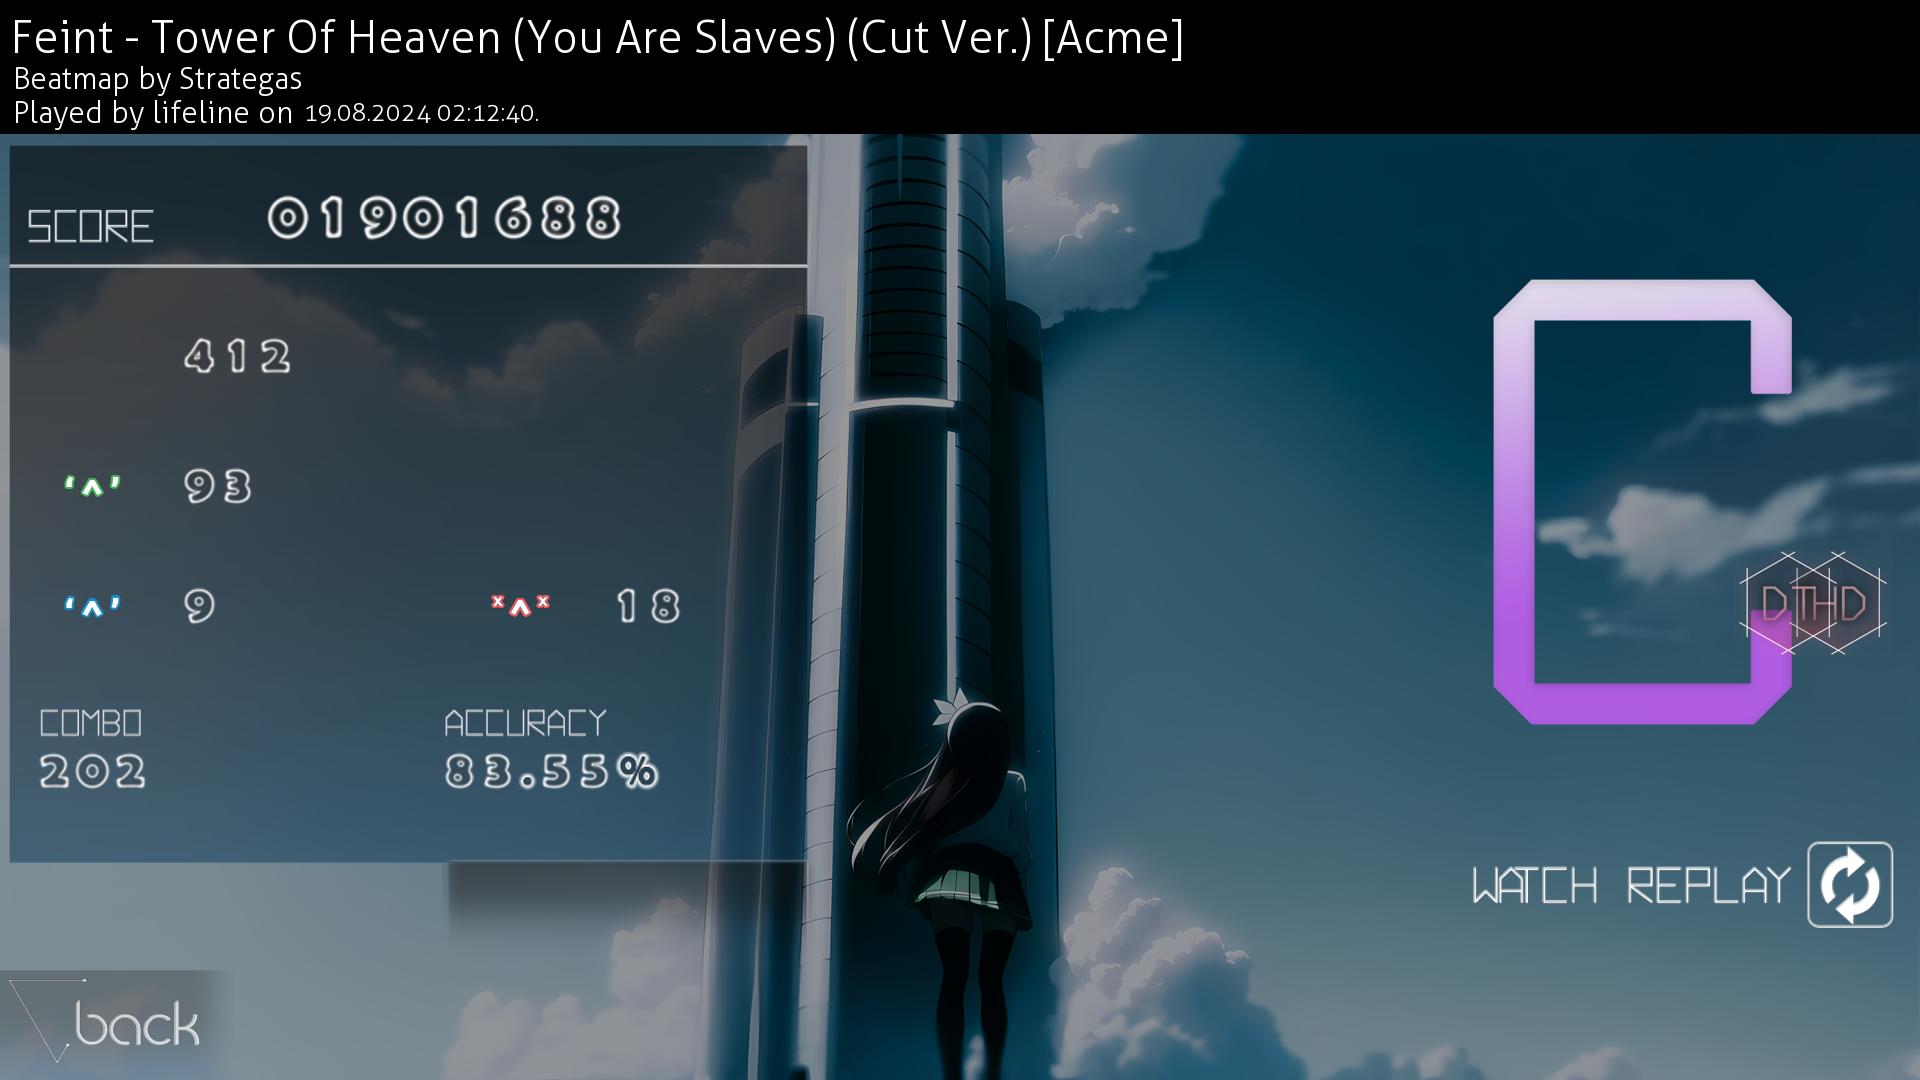 Feint - Tower Of Heaven (You Are Slaves) (Cut Ver.) [Acme]
Beatmap by Strategas
Played by lifeline on 19.08.2024 02:12:40.
SCORE 01901688
412
'^' 93
'^' 9 x^x 18
COMBO ACCURACY
202 83.55%
C
DT HD
WATCH REPLAY
back